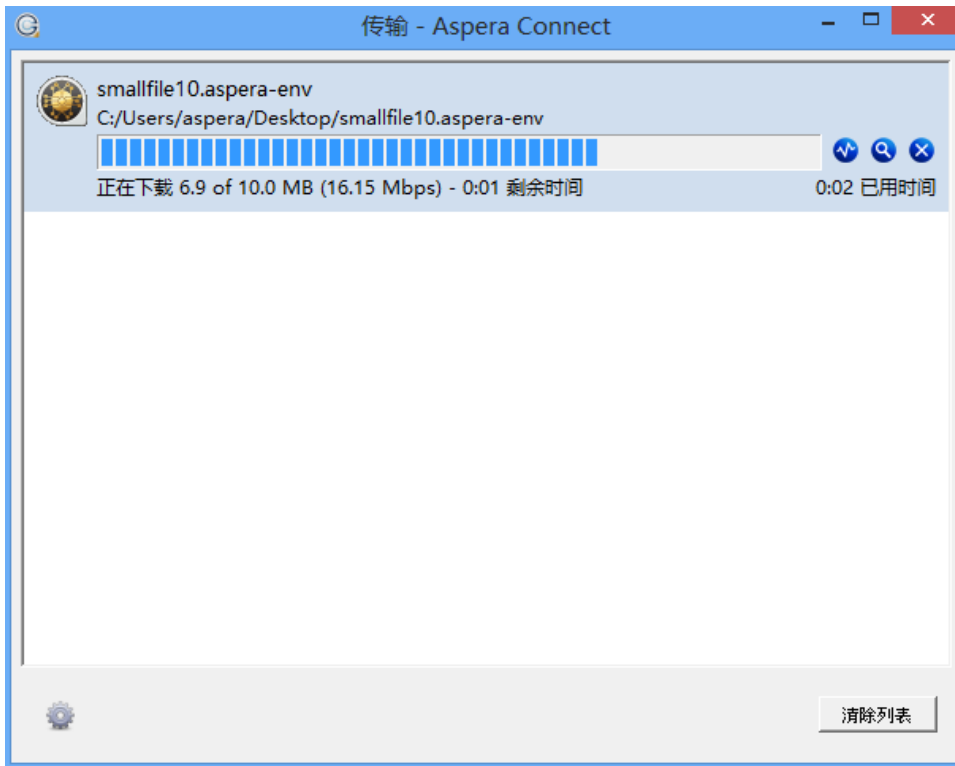 传输 - Aspera Connect
smallfile10.aspera-env
C:/Users/aspera/Desktop/smallfile10.aspera-env
正在下载 6.9 of 10.0 MB (16.15 Mbps) - 0:01 剩余时间 0:02 已用时间
清除列表